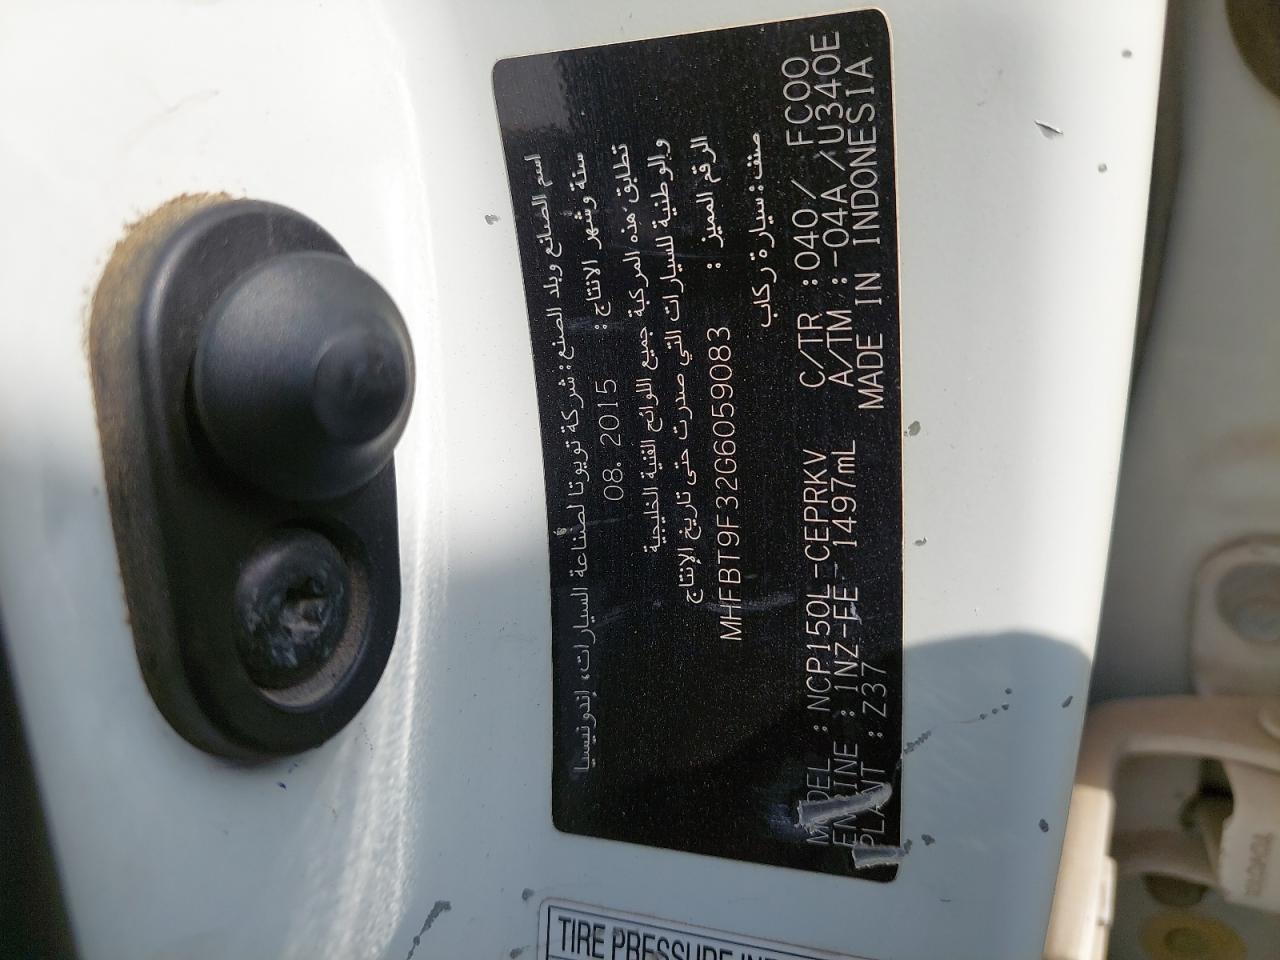 اسم الصانع وبلد الصنع: شركة تويوتا لصناعة السيارات، إندونيسيا
سنة وشهر الانتاج: 08. 2015
تطابق هذه المركبة جميع اللوائح الفنية الخليجية
والوطنية للسيارات التي صدرت حتى تاريخ الإنتاج
الرقم المميز: MHFBT9F32G6059083
صنف: سيارة ركاب
MODEL : NCP150L-CEPRKV C/TR : 040/ FC00
ENGINE : 1NZ-FE 1497mL A/TM : -04A/U340E
PLANT : Z37 MADE IN INDONESIA
TIRE PRESSURE